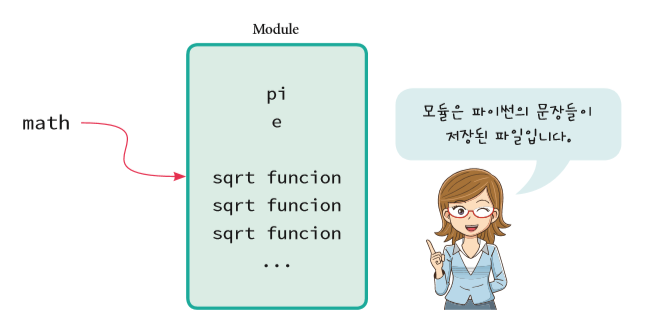 Module
math
pi
e
sqrt funcion
sqrt funcion
sqrt funcion
...
모듈은 파이썬의 문장들이
저장된 파일입니다.